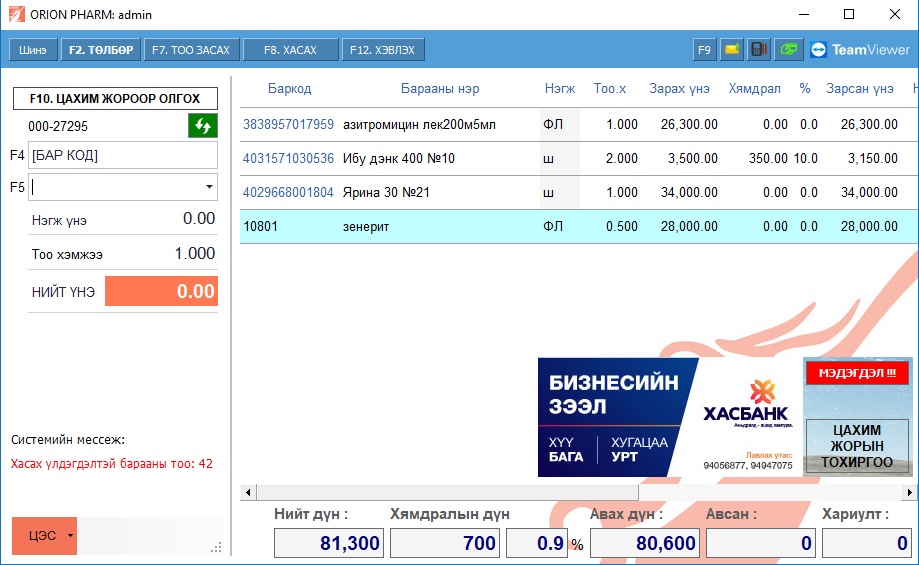 ORION PHARM: admin
Шинэ F2. ТӨЛБӨР F7. ТОО ЗАСАХ F8. ХАСАХ F12. ХЭВЛЭХ F9 TeamViewer
F10. ЦАХИМ ЖОРООР ОЛГОХ
000-27295
F4 [БАР КОД]
F5
Нэгж үнэ 0.00
Тоо хэмжээ 1.000
НИЙТ ҮНЭ 0.00
Системийн мессеж:
Хасах үлдэгдэлтэй барааны тоо: 42
ЦЭС
Баркод Барааны нэр Нэгж Тоо.х Зарах үнэ Хямдрал % Зарсан үнэ Н
3838957017959 азитромицин лек200м5мл ФЛ 1.000 26,300.00 0.00 0.0 26,300.00
4031571030536 Ибу дэнк 400 №10 ш 2.000 3,500.00 350.00 10.0 3,150.00
4029668001804 Ярина 30 №21 ш 1.000 34,000.00 0.00 0.0 34,000.00
10801 зенерит ФЛ 0.500 28,000.00 0.00 0.0 28,000.00
БИЗНЕСИЙН
ЗЭЭЛ
ХҮҮ
БАГА
ХУГАЦАА
УРТ
ХАСБАНК
Амьдралд - үнэд хамтдаа.
Лавлах утас:
94056877, 94947075
МЭДЭГДЭЛ !!!
ЦАХИМ
ЖОРЫН
ТОХИРГОО
Нийт дүн : Хямдралын дүн Авах дүн : Авсан : Хариулт :
81,300 700 0.9 % 80,600 0 0